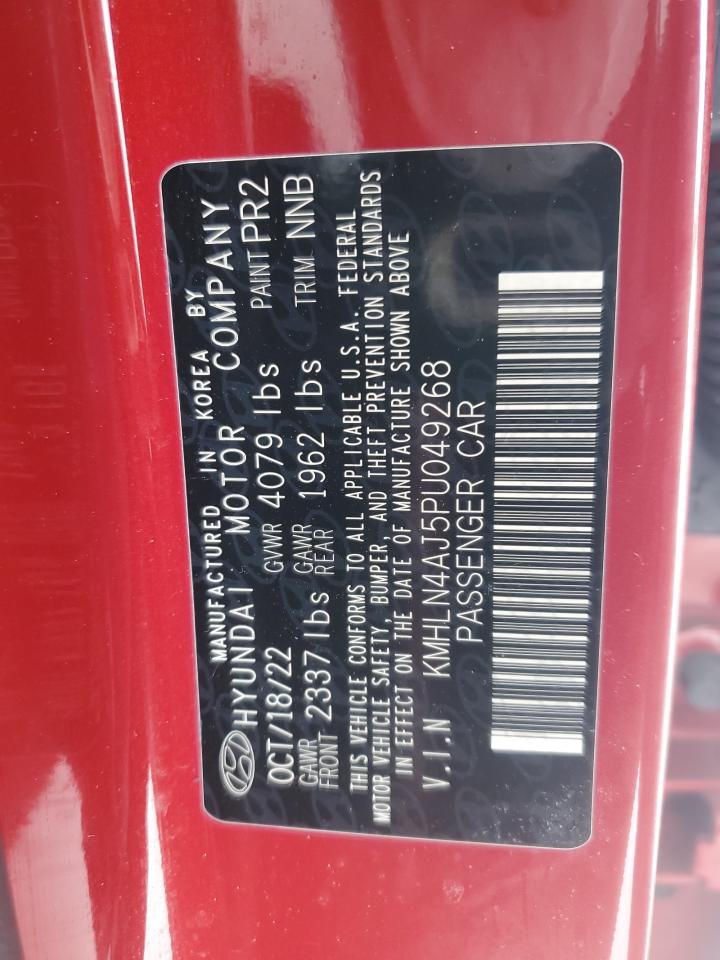 MANUFACTURED IN KOREA BY
HYUNDAI MOTOR COMPANY
OCT/18/22 GVWR 4079 lbs PAINT PR2
GAWR FRONT 2337 lbs GAWR REAR 1962 lbs TRIM NNB
THIS VEHICLE CONFORMS TO ALL APPLICABLE U.S.A. FEDERAL
MOTOR VEHICLE SAFETY, BUMPER, AND THEFT PREVENTION STANDARDS
IN EFFECT ON THE DATE OF MANUFACTURE SHOWN ABOVE
V.I.N KMHLN4AJ5PU049268
PASSENGER CAR